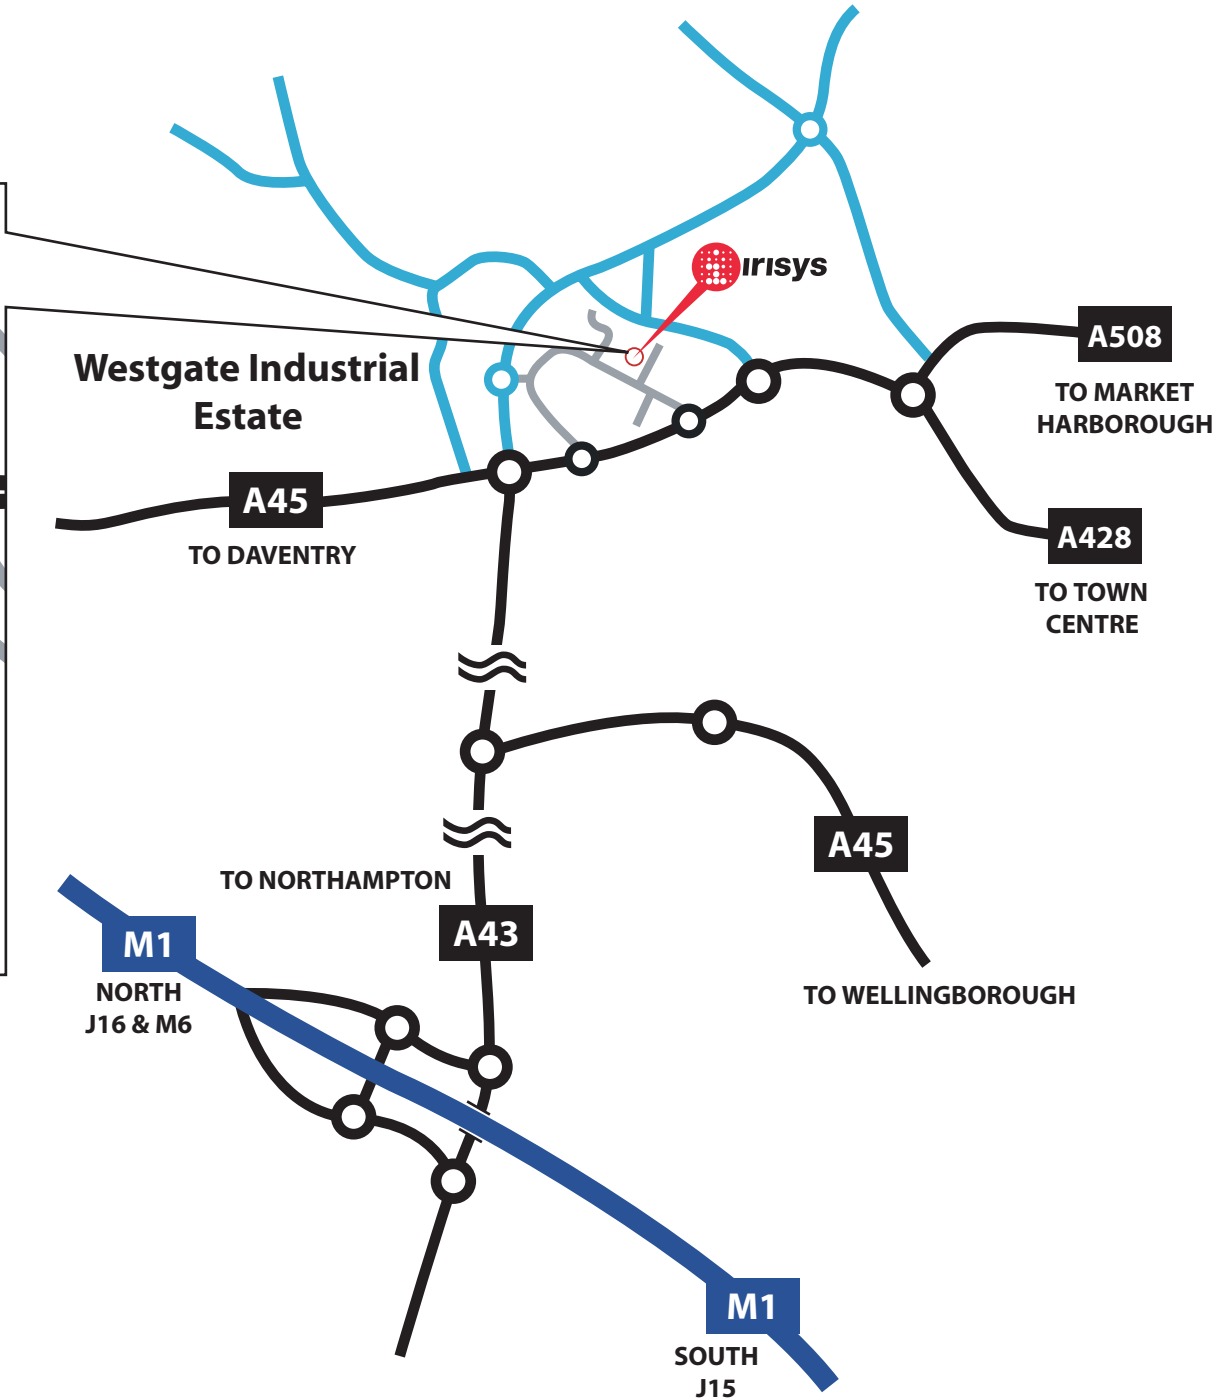 irisys
Westgate Industrial
Estate
A508
TO MARKET
HARBOROUGH
A45
TO DAVENTRY
A428
TO TOWN
CENTRE
A45
TO WELLINGBOROUGH
TO NORTHAMPTON
A43
M1
NORTH
J16 & M6
M1
SOUTH
J15